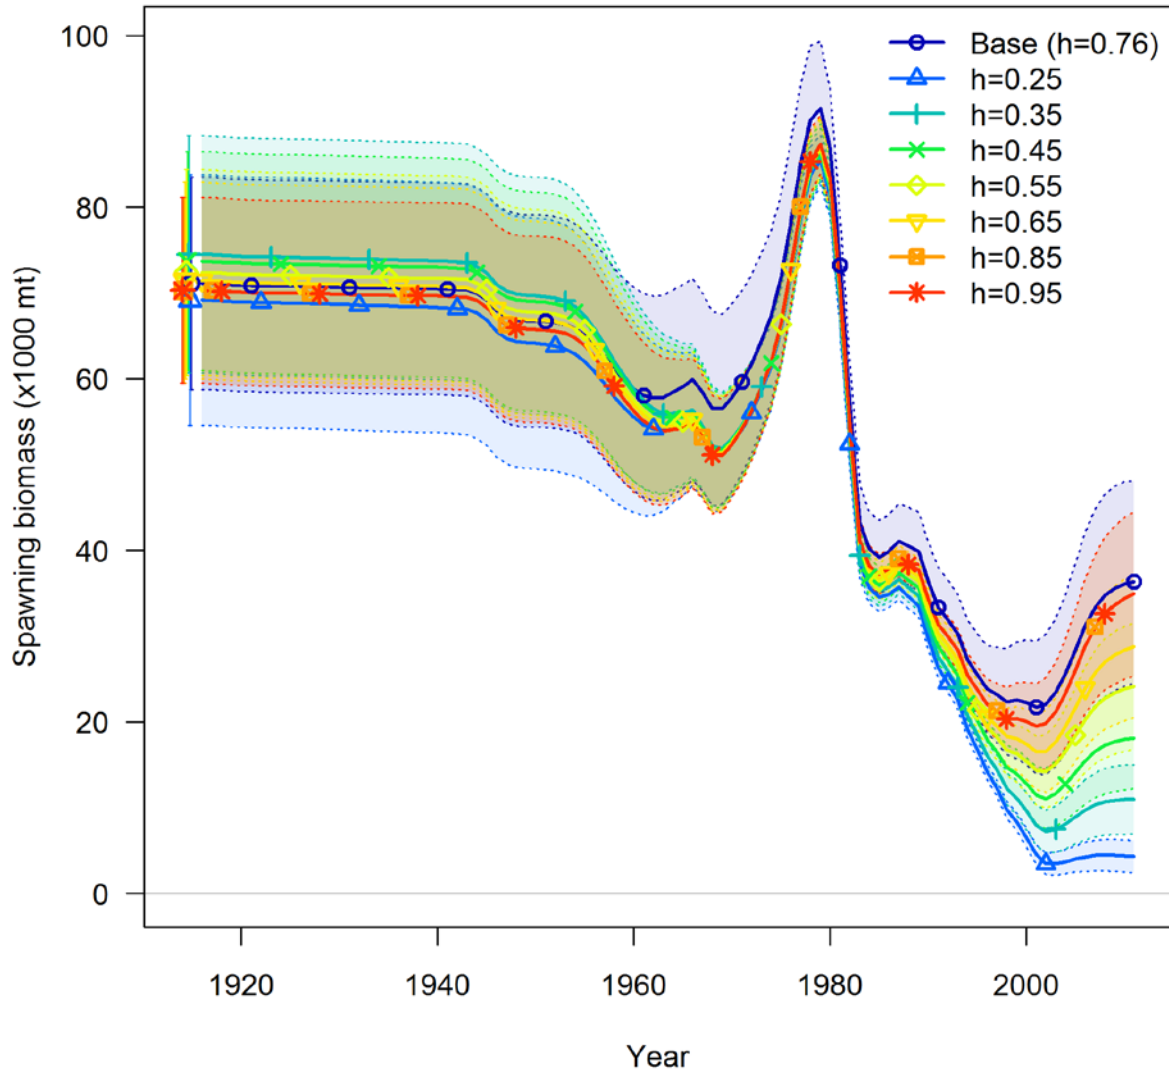 Base (h=0.76)
h=0.25
h=0.35
h=0.45
h=0.55
h=0.65
h=0.85
h=0.95
Spawning biomass (x1000 mt)
100
80
60
40
20
0
1920 1940 1960 1980 2000
Year